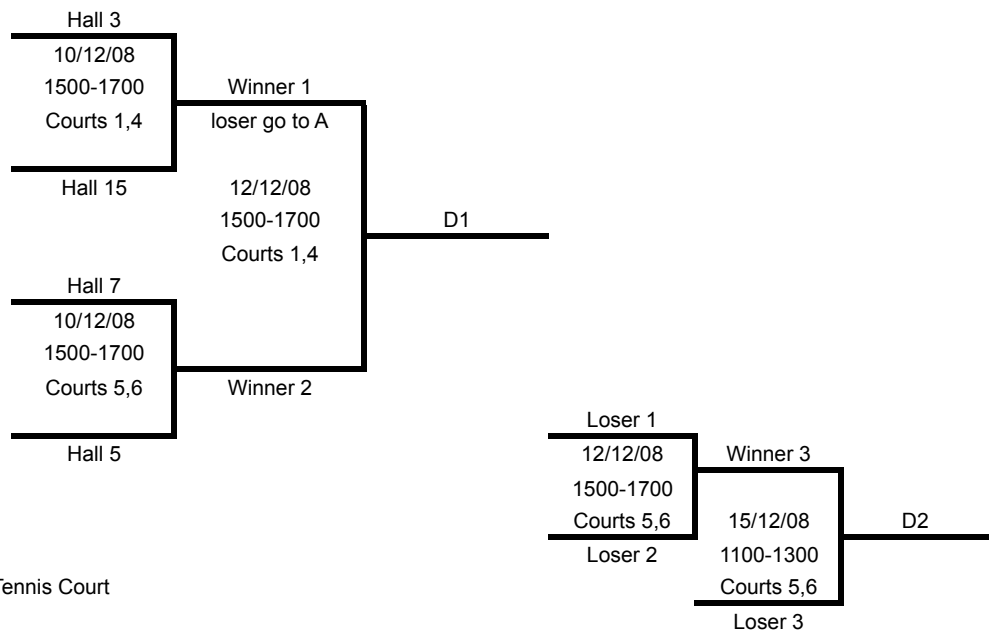 Hall 3
10/12/08
1500-1700
Courts 1,4
Hall 15
Winner 1
loser go to A
12/12/08
1500-1700
Courts 1,4
D1
Hall 7
10/12/08
1500-1700
Courts 5,6
Hall 5
Winner 2
Loser 1
12/12/08
1500-1700
Courts 5,6
Loser 2
Winner 3
15/12/08
1100-1300
Courts 5,6
Loser 3
D2
Tennis Court